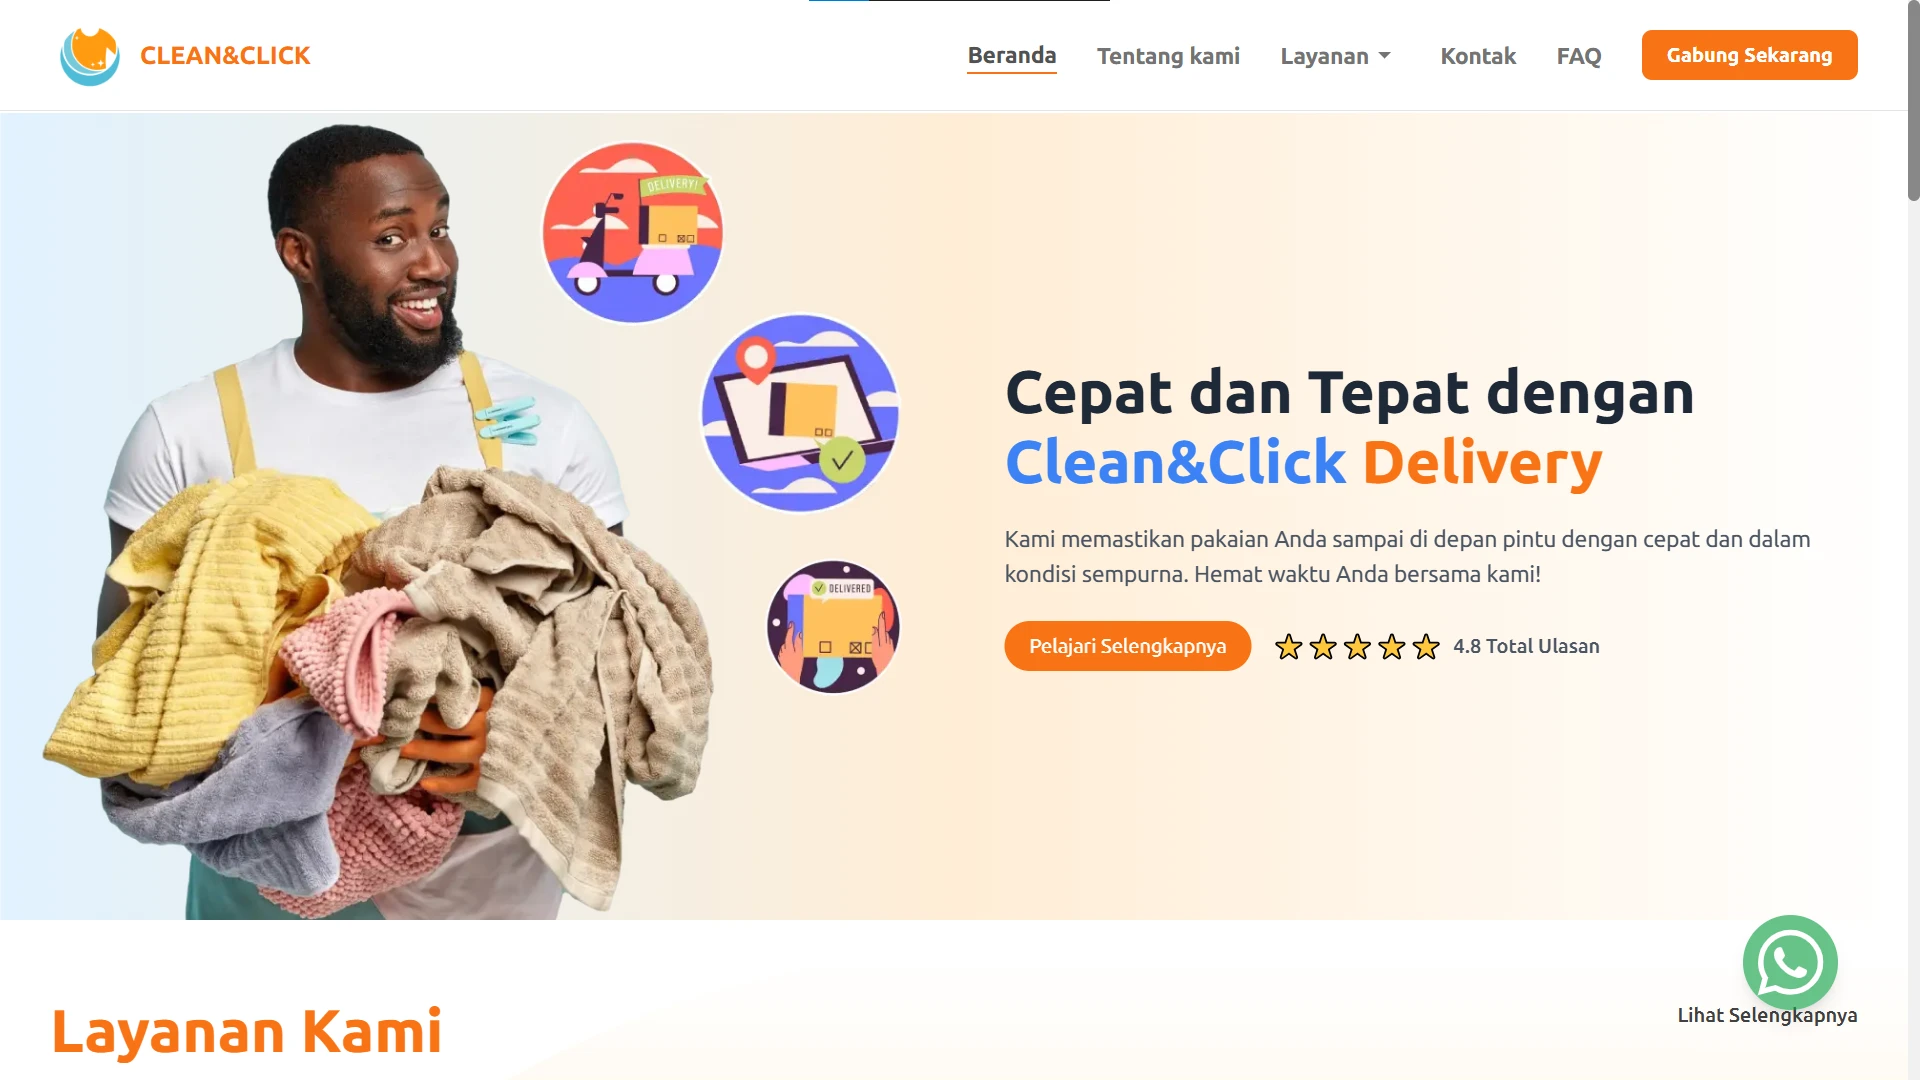 CLEAN&CLICK
Beranda
Tentang kami
Layanan
Kontak
FAQ
Gabung Sekarang
DELIVERY!
DELIVERED
Cepat dan Tepat dengan
Clean&Click Delivery
Kami memastikan pakaian Anda sampai di depan pintu dengan cepat dan dalam
kondisi sempurna. Hemat waktu Anda bersama kami!
Pelajari Selengkapnya
4.8 Total Ulasan
Layanan Kami
Lihat Selengkapnya